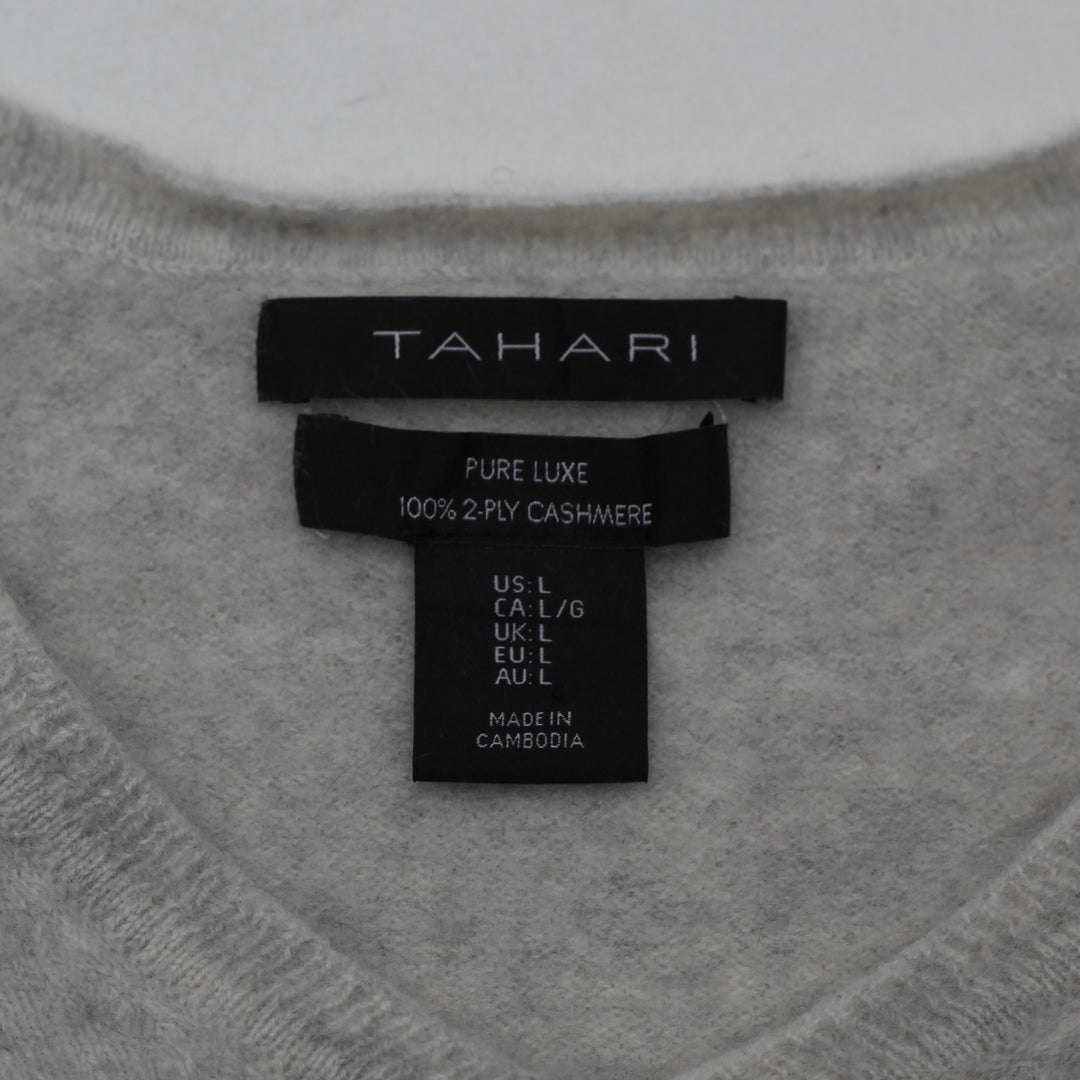 TAHARI
PURE LUXE
100% 2-PLY CASHMERE
US: L
CA: L/G
UK: L
EU: L
AU: L
MADE IN
CAMBODIA